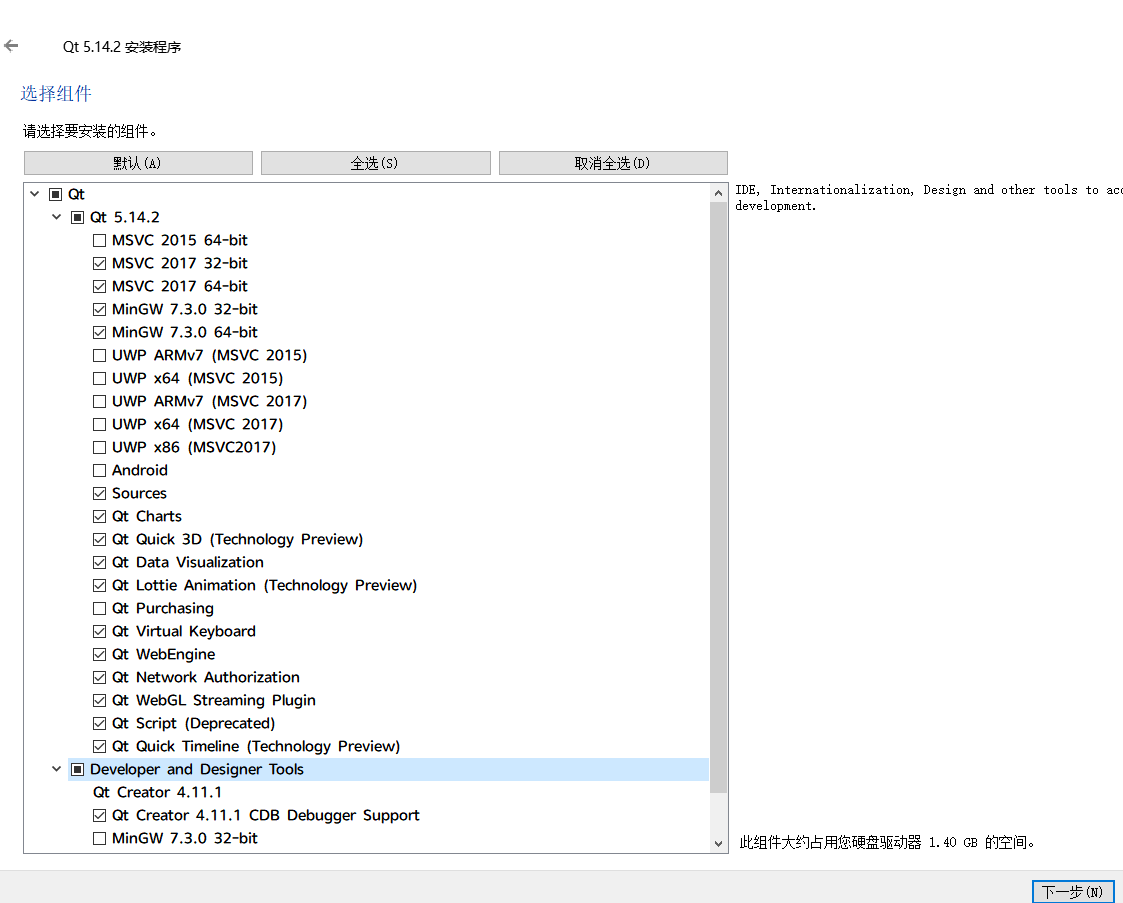 Qt 5.14.2 安装程序
选择组件
请选择要安装的组件。
默认(A)
全选(S)
取消全选(D)
Qt
Qt 5.14.2
MSVC 2015 64-bit
MSVC 2017 32-bit
MSVC 2017 64-bit
MinGW 7.3.0 32-bit
MinGW 7.3.0 64-bit
UWP ARMv7 (MSVC 2015)
UWP x64 (MSVC 2015)
UWP ARMv7 (MSVC 2017)
UWP x64 (MSVC 2017)
UWP x86 (MSVC2017)
Android
Sources
Qt Charts
Qt Quick 3D (Technology Preview)
Qt Data Visualization
Qt Lottie Animation (Technology Preview)
Qt Purchasing
Qt Virtual Keyboard
Qt WebEngine
Qt Network Authorization
Qt WebGL Streaming Plugin
Qt Script (Deprecated)
Qt Quick Timeline (Technology Preview)
Developer and Designer Tools
Qt Creator 4.11.1
Qt Creator 4.11.1 CDB Debugger Support
MinGW 7.3.0 32-bit
IDE, Internationalization, Design and other tools to
development.
此组件大约占用您硬盘驱动器 1.40 GB 的空间。
下一步(N)